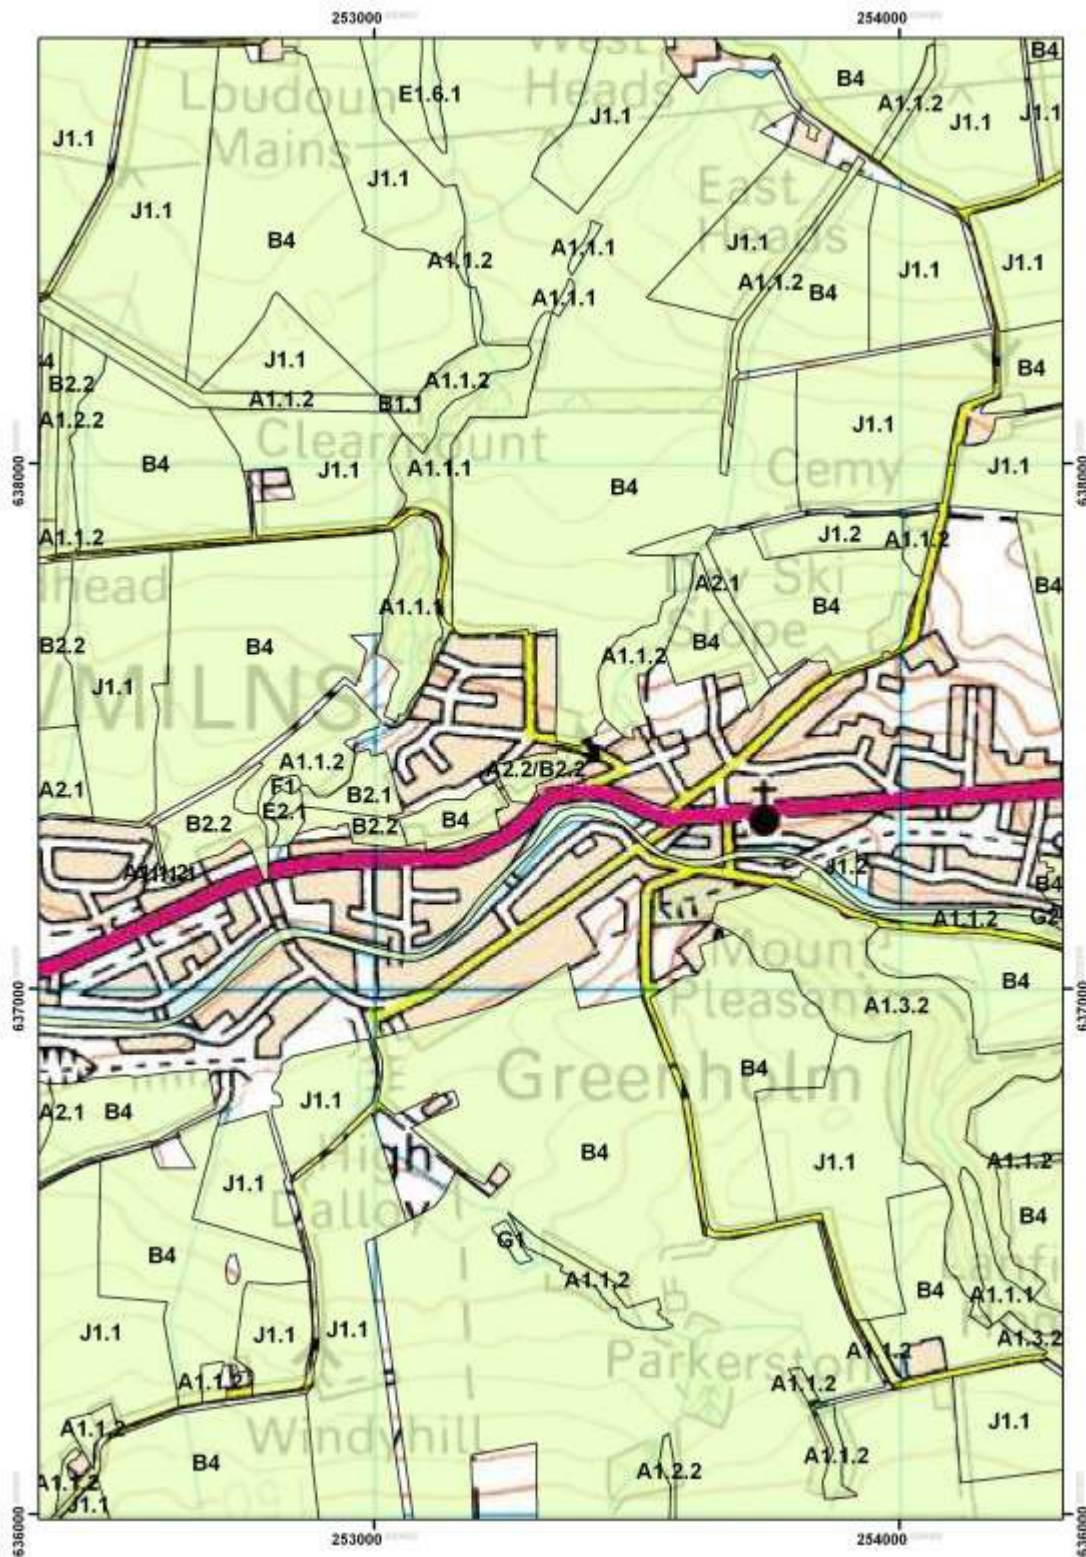 253000 254000
West
Heads
Loudoun
Mains
B4
B4
E1.6.1
A1.1.2
J1.1
J1.1
J1.1
J1.1
J1.1
J1.1
East
Heads
B4
J1.1
A1.1.1
A1.1.2
J1.1
J1.1
A1.1.2
B4
A1.1.1
J1.1
B4
A1.1.2
B2.2
A1.1.2
B1.1
A1.2.2
J1.1
Clearmount
B4
J1.1
A1.1.1
Cemy
J1.1
638000
638000
B4
A1.1.2
J1.2
A1.1.2
A2.1
Ski
Slope
B4
A1.1.1
B4
B4
B2.2
A1.1.2
B4
J1.1
MILNS
A1.1.2
A2.2/B2.2
A2.1
F1
B2.1
E2.1
B2.2
B2.2
B4
J1.2
B4
A1.1.2
G2
Mount
Pleasant
B4
637000
637000
A1.3.2
B4
Greenholm
J1.1
A2.1
B4
B4
High
J1.1
A1.1.2
J1.1
Dalloy
B4
G1
B4
A1.1.2
B4
A1.1.1
J1.1
J1.1
J1.1
A1.3.2
A1.1.2
Parkerston
A1.1.2
A1.1.2
J1.1
A1.1.2
Windyhill
B4
A1.2.2
A1.1.2
A1.1.2
J1.1
636000
636000
253000 254000